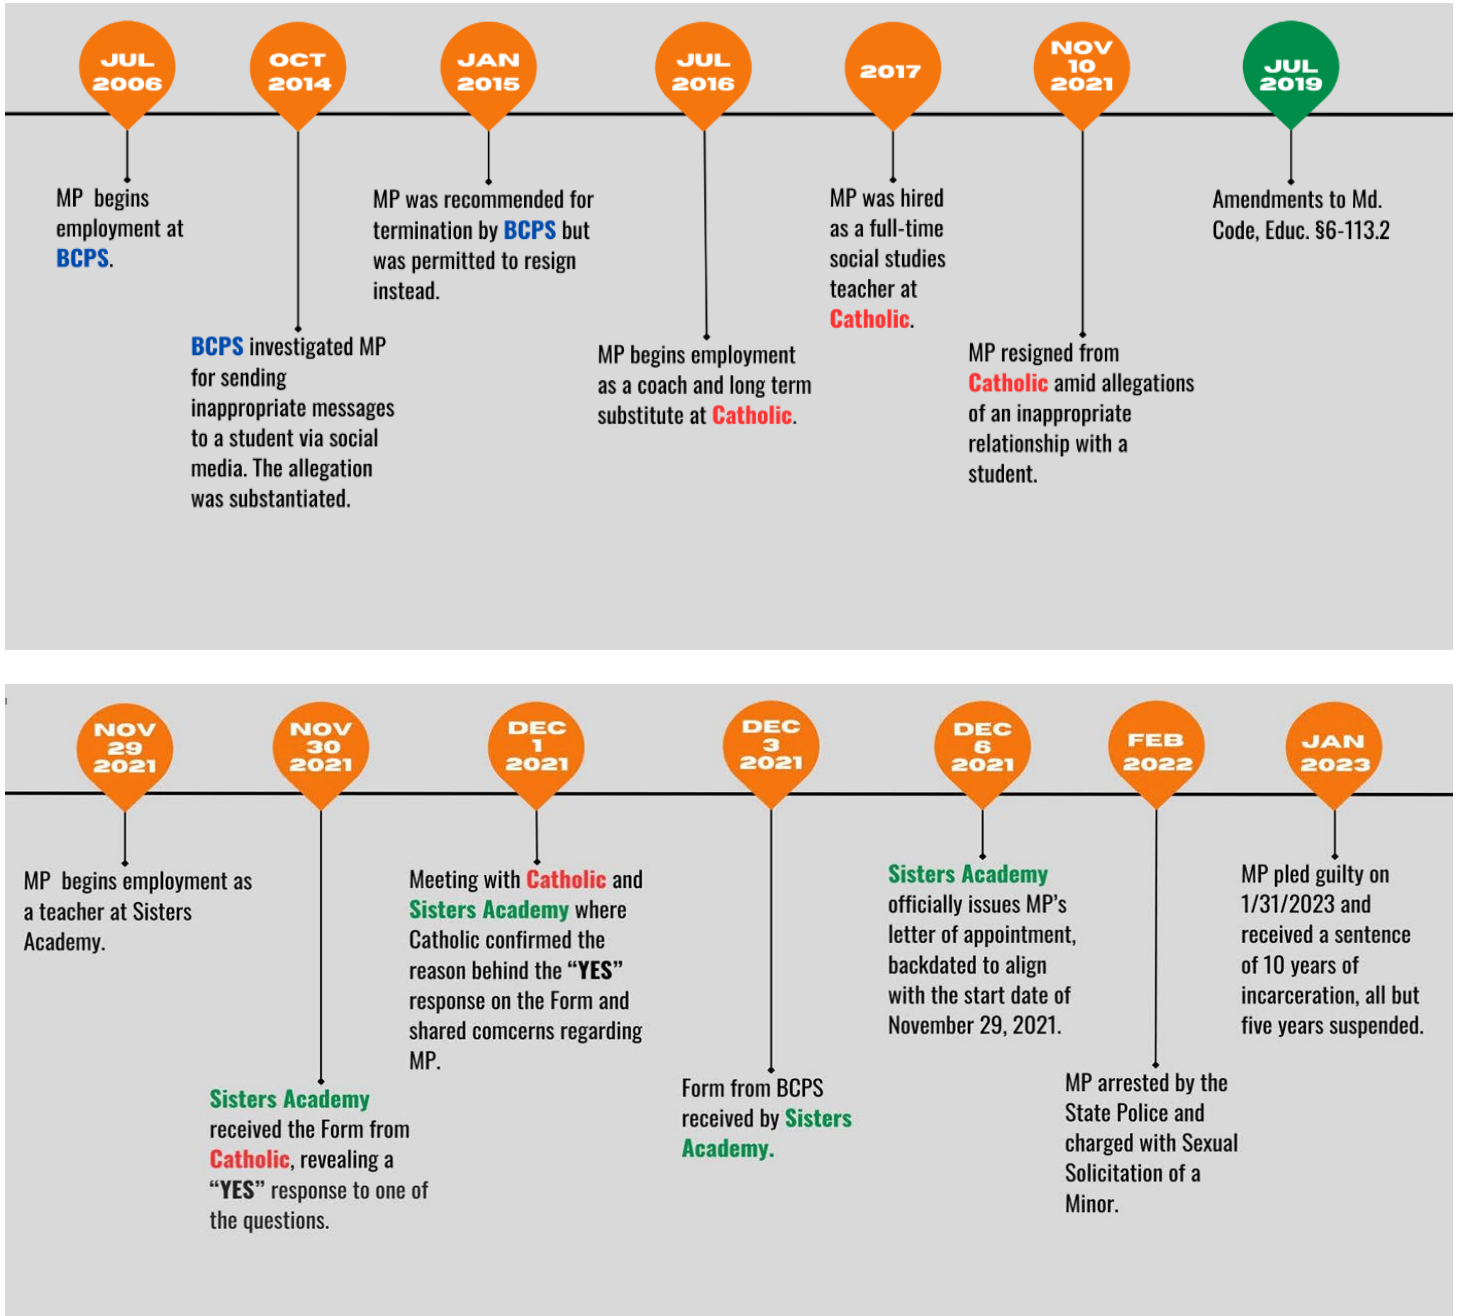 JUL
2006
OCT
2014
JAN
2015
JUL
2016
2017
NOV
10
2021
JUL
2019
MP begins
employment at
BCPS.
BCPS investigated MP
for sending
inappropriate messages
to a student via social
media. The allegation
was substantiated.
MP was recommended for
termination by BCPS but
was permitted to resign
instead.
MP begins employment
as a coach and long term
substitute at Catholic.
MP was hired
as a full-time
social studies
teacher at
Catholic.
MP resigned from
Catholic amid allegations
of an inappropriate
relationship with a
student.
Amendments to Md.
Code, Educ. §6-113.2
NOV
29
2021
NOV
30
2021
DEC
1
2021
DEC
3
2021
DEC
6
2021
FEB
2022
JAN
2023
MP begins employment as
a teacher at Sisters
Academy.
Sisters Academy
received the Form from
Catholic, revealing a
“YES” response to one of
the questions.
Meeting with Catholic and
Sisters Academy where
Catholic confirmed the
reason behind the “YES”
response on the Form and
shared comcerns regarding
MP.
Form from BCPS
received by Sisters
Academy.
Sisters Academy
officially issues MP’s
letter of appointment,
backdated to align
with the start date of
November 29, 2021.
MP arrested by the
State Police and
charged with Sexual
Solicitation of a
Minor.
MP pled guilty on
1/31/2023 and
received a sentence
of 10 years of
incarceration, all but
five years suspended.